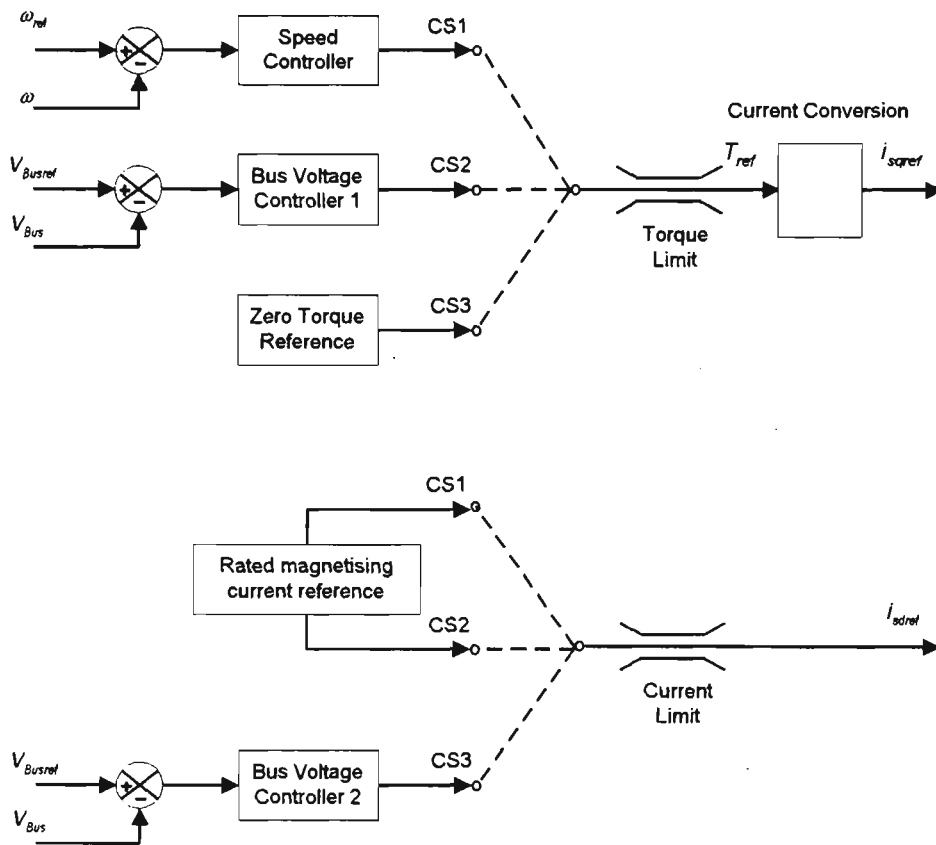 ω_ref
Speed
Controller
CS1
ω
Current Conversion
V_Busref
Bus Voltage
Controller 1
CS2
T_ref
i_sqref
V_Bus
Torque
Limit
Zero Torque
Reference
CS3
CS1
Rated magnetising
current reference
CS2
i_sdref
Current
Limit
V_Busref
Bus Voltage
Controller 2
CS3
V_Bus